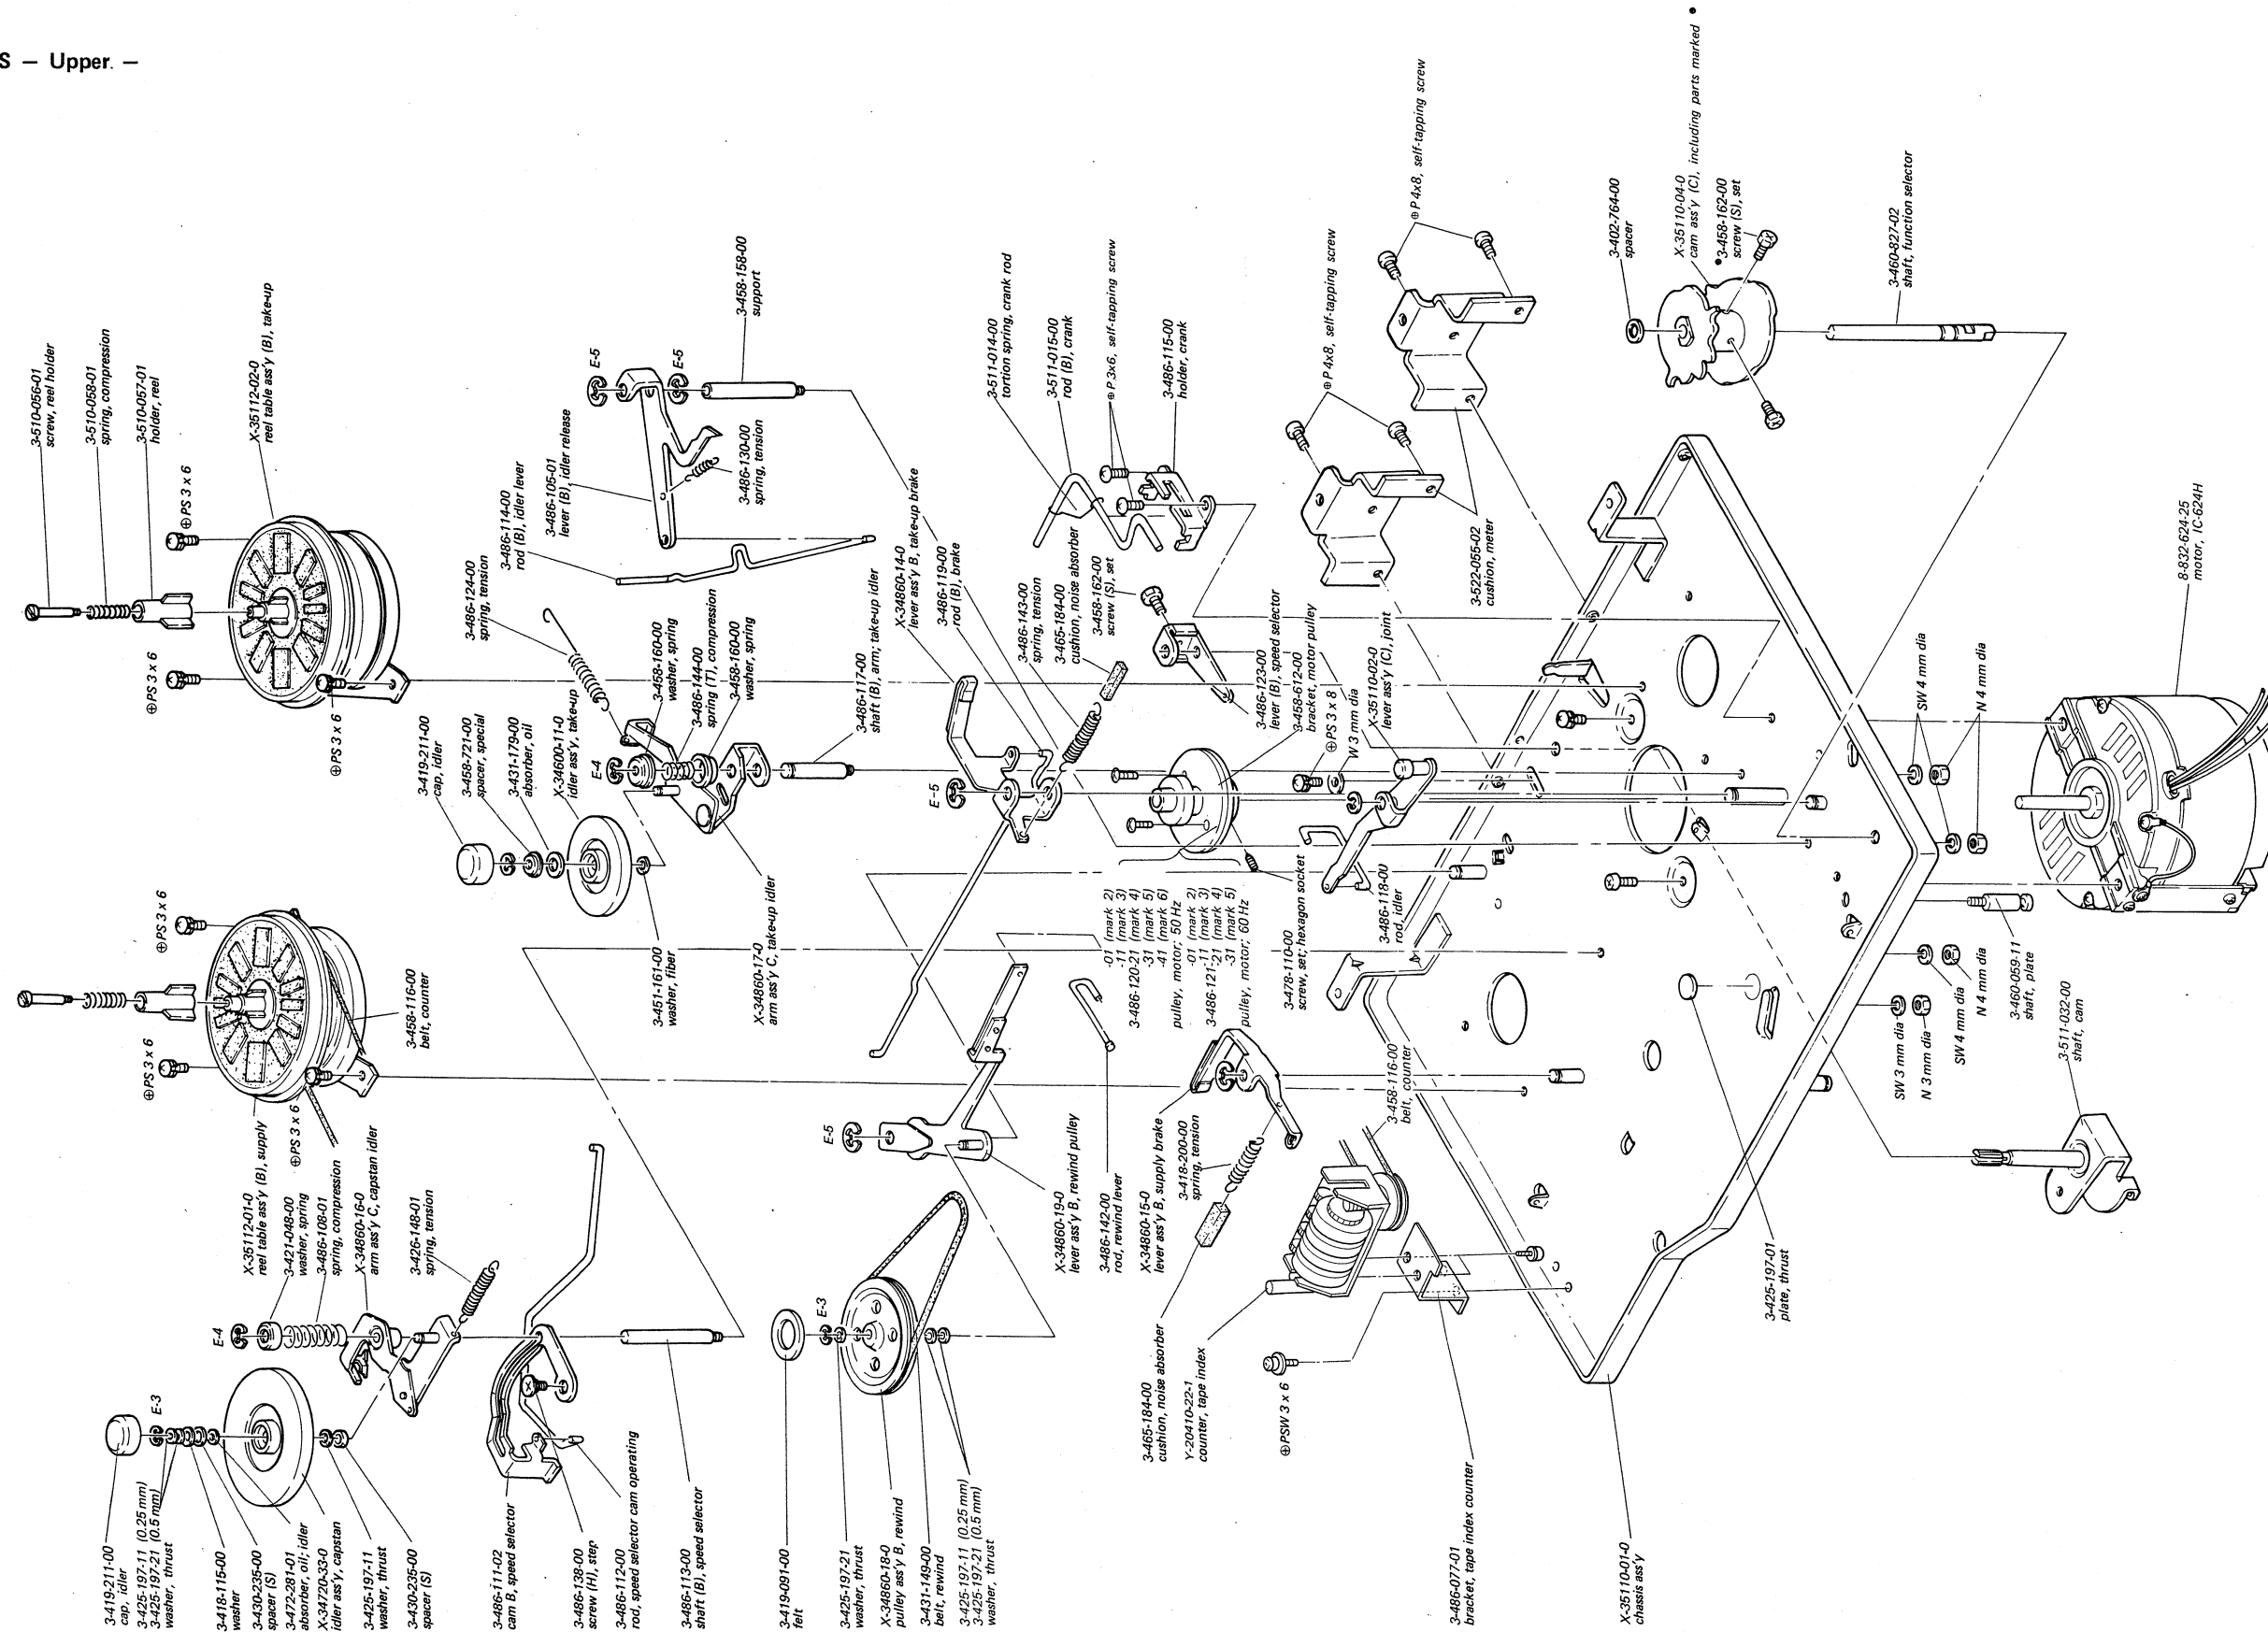 S — Upper. —
3-510-056-01
screw, reel holder
3-510-058-01
spring, compression
3-510-057-01
holder, reel
⊕PS 3 x 6
X-35112-02-0
reel table ass'y (B), take-up
⊕PS 3 x 6
⊕PS 3 x 6
3-419-211-00
cap, idler
3-458-721-00
spacer, special
3-431-179-00
absorber, oil
X-34600-11-0
idler ass'y, take-up
3-486-124-00
spring, tension
3-486-114-00
rod (B), idler lever
3-486-105-01
lever (B), idler release
E-5
E-5
3-458-158-00
support
3-486-130-00
spring, tension
E-4
3-458-160-00
washer, spring
3-486-144-00
spring (T), compression
3-458-160-00
washer, spring
3-486-117-00
shaft (B), arm; take-up idler
X-34860-14-0
lever ass'y B, take-up brake
3-486-119-00
rod (B), brake
3-511-014-00
tortion spring, crank rod
3-511-015-00
rod (B), crank
⊕P 3x6, self-tapping screw
3-486-115-00
holder, crank
3-486-143-00
spring, tension
3-465-184-00
cushion, noise absorber
3-458-162-00
screw (S), set
⊕P 4x8, self-tapping screw
⊕P 4x8, self-tapping screw
3-522-055-02
cushion, meter
3-402-764-00
spacer
X-35110-04-0
cam ass'y (C), including parts marked •
•3-458-162-00
screw (S), set
3-460-827-02
shaft, function selector
8-832-624-25
motor, IC-624H
3-486-123-00
lever (B), speed selector
3-458-612-00
bracket, motor pulley
⊕PS 3 x 8
W 3 mm dia
X-35110-02-0
lever ass'y (C), joint
E-5
⊕PS 3 x 6
⊕PS 3 x 6
⊕PS 3 x 6
3-458-116-00
belt, counter
3-451-161-00
washer, fiber
X-34860-17-0
arm ass'y C, take-up idler
-01 (mark 2)
-11 (mark 3)
3-486-120-21 (mark 4)
-31 (mark 5)
-41 (mark 6)
pulley, motor; 50 Hz
-01 (mark 2)
-11 (mark 3)
3-486-121-21 (mark 4)
-31 (mark 5)
pulley, motor; 60 Hz
3-478-110-00
screw, set; hexagon socket
3-486-118-00
rod, idler
SW 4 mm dia
N 4 mm dia
SW 3 mm dia
N 3 mm dia
SW 4 mm dia
N 4 mm dia
3-460-059-11
shaft, plate
3-511-032-00
shaft, cam
X-35112-01-0
reel table ass'y (B), supply
3-421-048-00
washer, spring
3-486-108-01
spring, compression
X-34860-16-0
arm ass'y C, capstan idler
3-426-148-01
spring, tension
E-4
E-5
X-34860-19-0
lever ass'y B, rewind pulley
3-486-142-00
rod, rewind lever
X-34860-15-0
lever ass'y B, supply brake
3-418-200-00
spring, tension
3-458-116-00
belt, counter
3-425-197-01
plate, thrust
3-419-211-00
cap, idler
3-425-197-11 (0.25 mm)
3-425-197-21 (0.5 mm)
washer, thrust
E-3
3-418-115-00
washer
3-430-235-00
spacer (S)
3-472-281-01
absorber, oil; idler
X-34720-33-0
idler ass'y, capstan
3-425-197-11
washer, thrust
3-430-235-00
spacer (S)
3-486-111-02
cam B, speed selector
3-486-138-00
screw (H), step
3-486-112-00
rod, speed selector cam operating
3-486-113-00
shaft (B), speed selector
3-419-091-00
felt
E-3
3-425-197-21
washer, thrust
X-34860-18-0
pulley ass'y B, rewind
3-431-149-00
belt, rewind
3-425-197-11 (0.25 mm)
3-425-197-21 (0.5 mm)
washer, thrust
3-465-184-00
cushion, noise absorber
Y-20410-22-1
counter, tape index
⊕PSW 3 x 6
3-486-077-01
bracket, tape index counter
X-35110-01-0
chassis ass'y